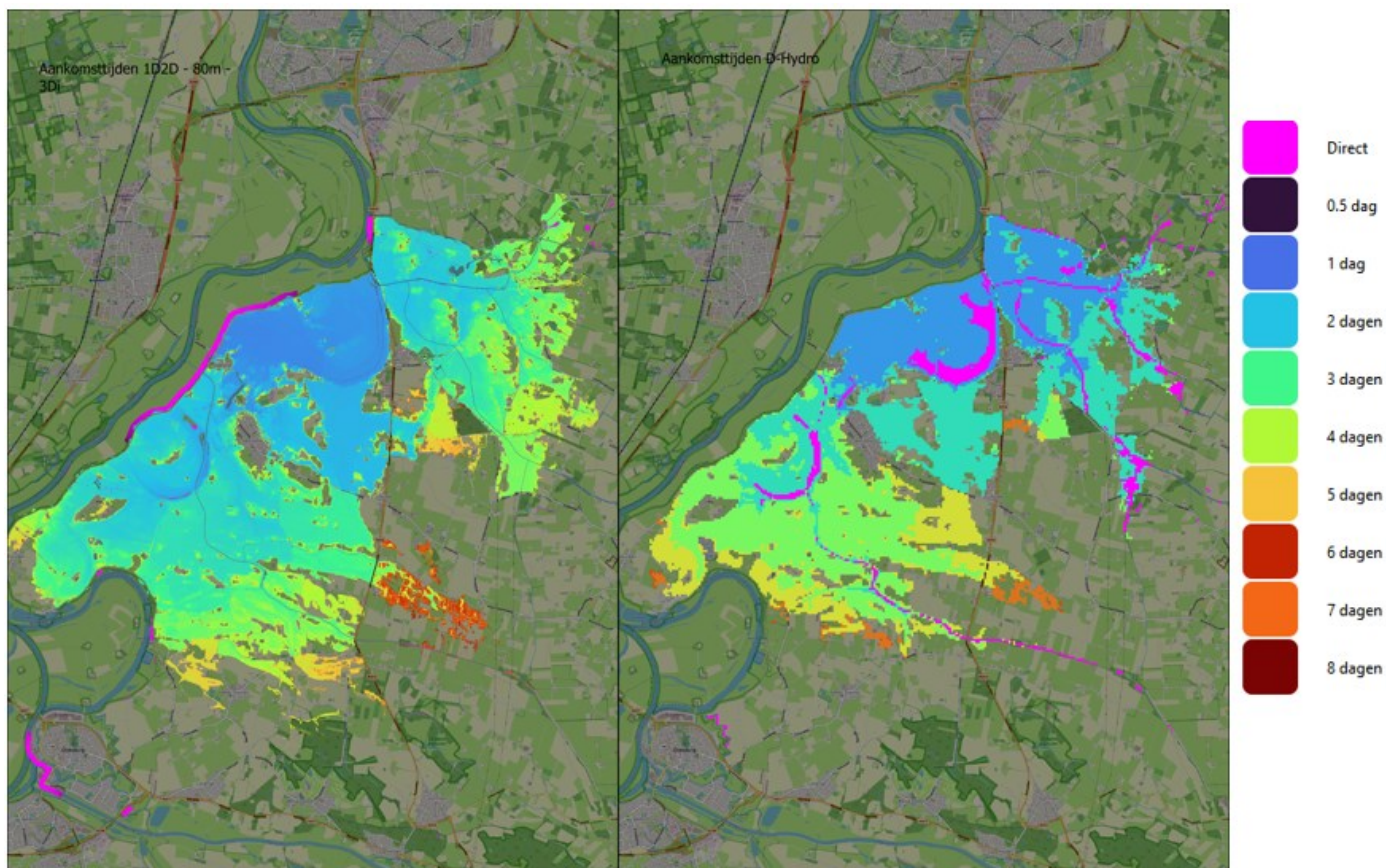 Aankomsttijden 1D2D - 80m -
3Di
Aankomsttijden D-Hydro
Direct
0.5 dag
1 dag
2 dagen
3 dagen
4 dagen
5 dagen
6 dagen
7 dagen
8 dagen